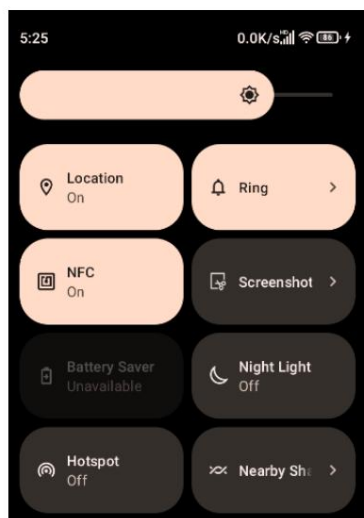 5:25
0.0K/s
86
Location
On
Ring
NFC
On
Screenshot
Battery Saver
Unavailable
Night Light
Off
Hotspot
Off
Nearby Sha